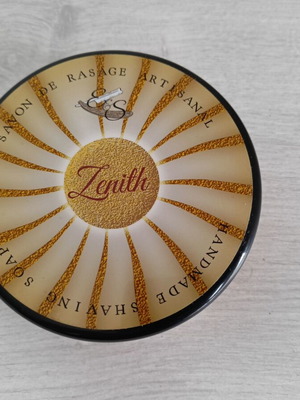 SAVON DE RASAGE ARTISANAL
E&S
Zenith
HANDMADE SHAVING SOAP